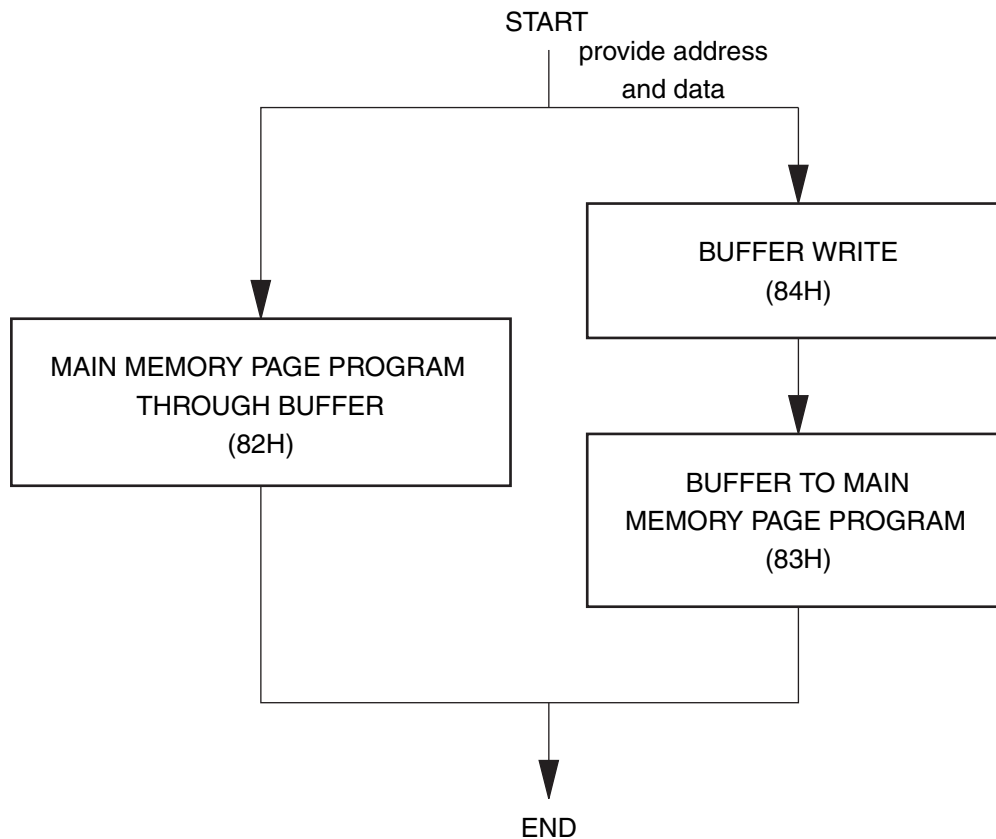 START
provide address
and data
BUFFER WRITE
(84H)
MAIN MEMORY PAGE PROGRAM
THROUGH BUFFER
(82H)
BUFFER TO MAIN
MEMORY PAGE PROGRAM
(83H)
END